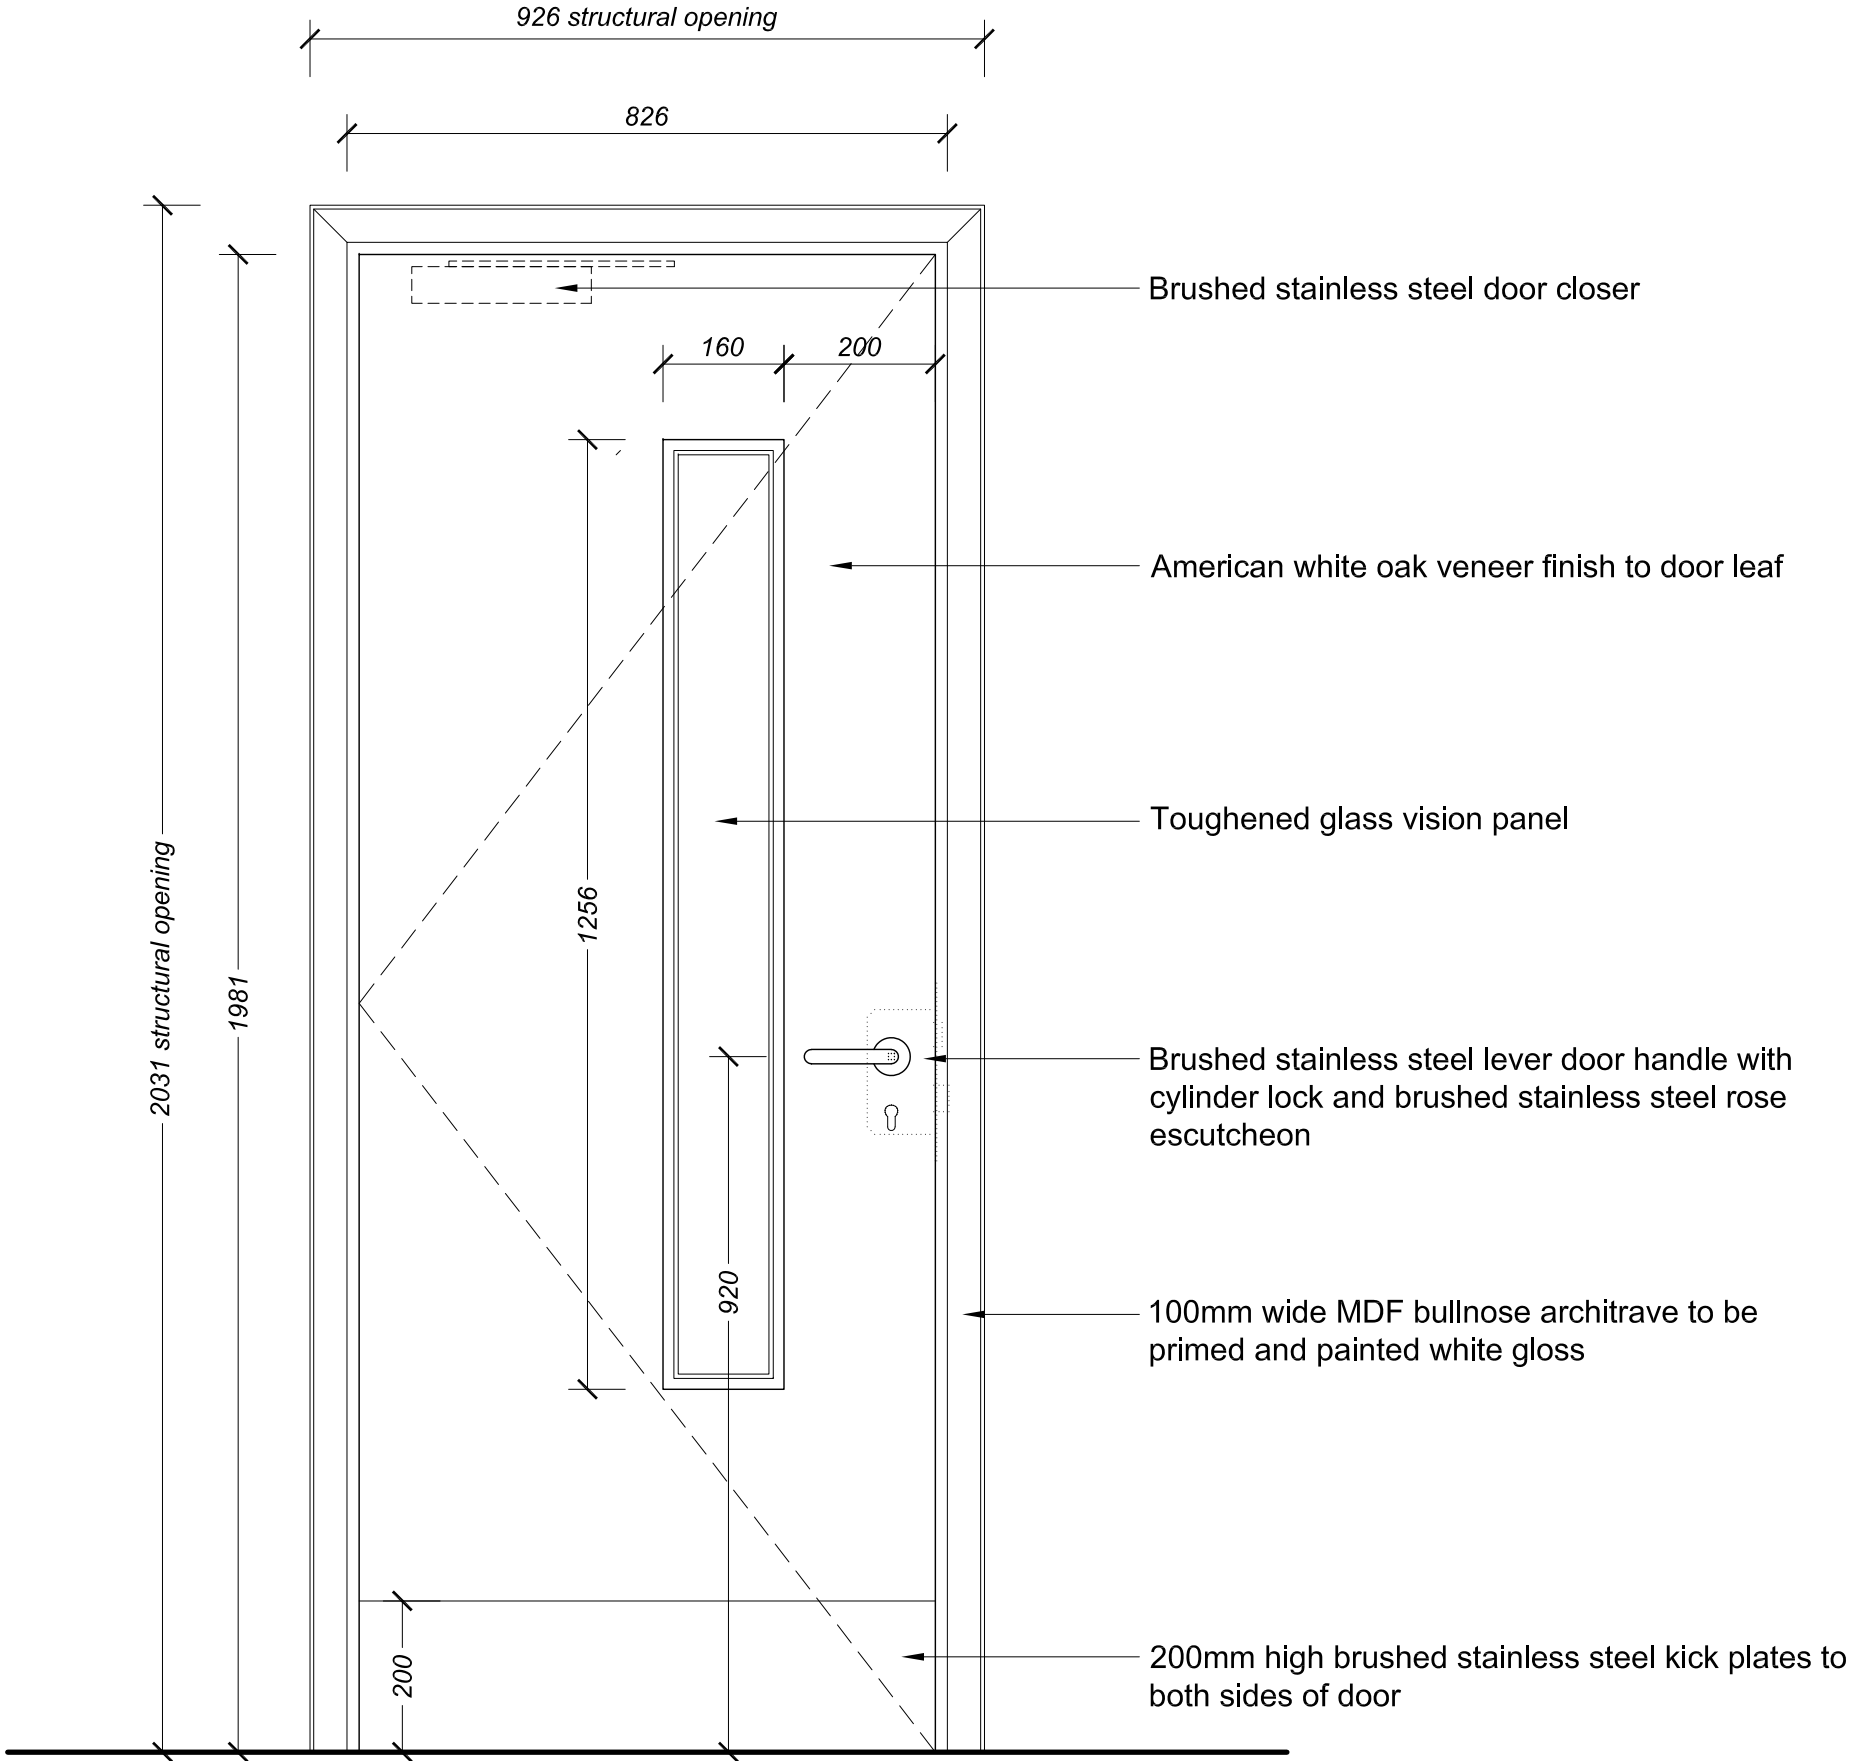 926 structural opening
826
Brushed stainless steel door closer
160
200
American white oak veneer finish to door leaf
Toughened glass vision panel
2031 structural opening
1981
1256
Brushed stainless steel lever door handle with
cylinder lock and brushed stainless steel rose
escutcheon
920
100mm wide MDF bullnose architrave to be
primed and painted white gloss
200
200mm high brushed stainless steel kick plates to
both sides of door